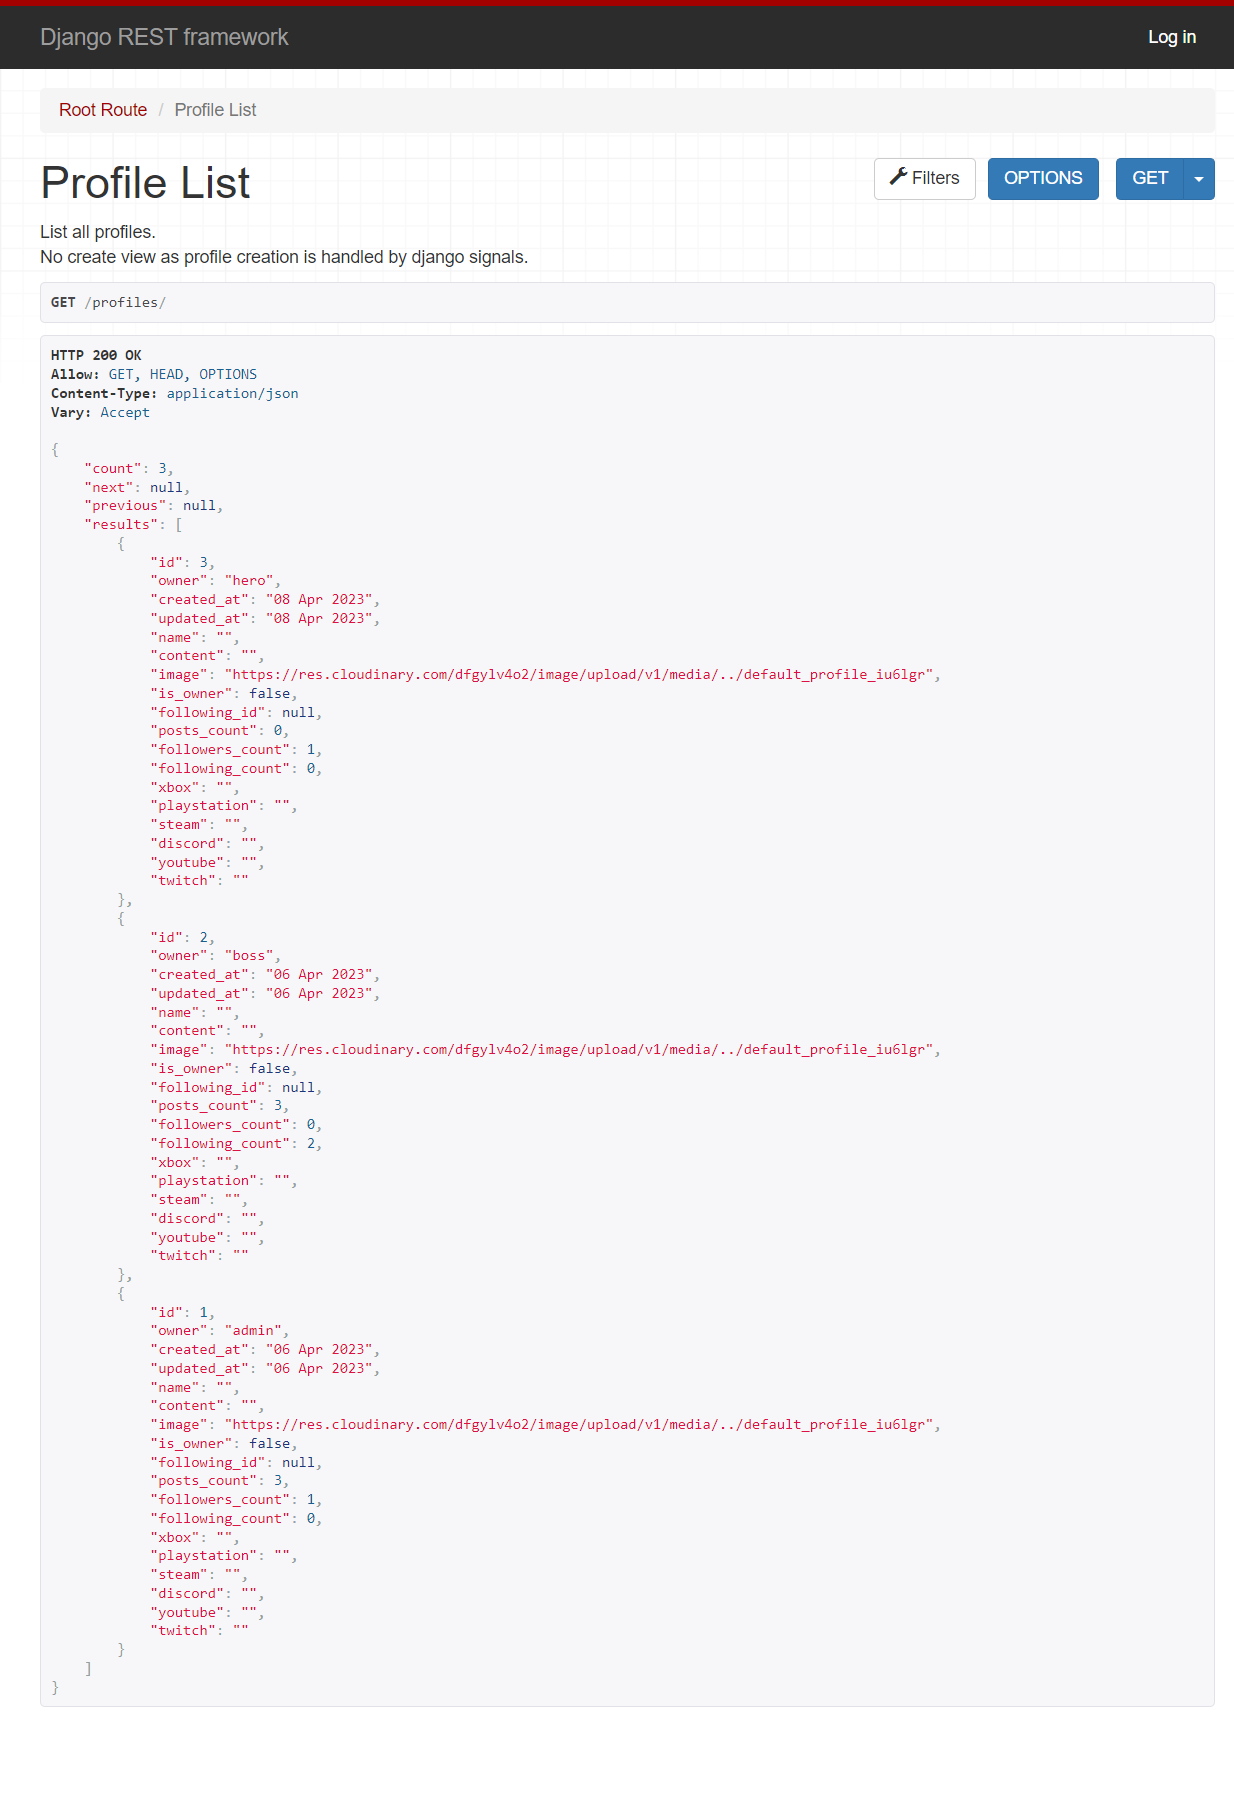 Django REST framework
Log in
Root Route / Profile List
Profile List
Filters
OPTIONS
GET
List all profiles.
No create view as profile creation is handled by django signals.
GET /profiles/
HTTP 200 OK
Allow: GET, HEAD, OPTIONS
Content-Type: application/json
Vary: Accept
{
    "count": 3,
    "next": null,
    "previous": null,
    "results": [
        {
            "id": 3,
            "owner": "hero",
            "created_at": "08 Apr 2023",
            "updated_at": "08 Apr 2023",
            "name": "",
            "content": "",
            "image": "https://res.cloudinary.com/dfgylv4o2/image/upload/v1/media/../default_profile_iu6lgr",
            "is_owner": false,
            "following_id": null,
            "posts_count": 0,
            "followers_count": 1,
            "following_count": 0,
            "xbox": "",
            "playstation": "",
            "steam": "",
            "discord": "",
            "youtube": "",
            "twitch": ""
        },
        {
            "id": 2,
            "owner": "boss",
            "created_at": "06 Apr 2023",
            "updated_at": "06 Apr 2023",
            "name": "",
            "content": "",
            "image": "https://res.cloudinary.com/dfgylv4o2/image/upload/v1/media/../default_profile_iu6lgr",
            "is_owner": false,
            "following_id": null,
            "posts_count": 3,
            "followers_count": 0,
            "following_count": 2,
            "xbox": "",
            "playstation": "",
            "steam": "",
            "discord": "",
            "youtube": "",
            "twitch": ""
        },
        {
            "id": 1,
            "owner": "admin",
            "created_at": "06 Apr 2023",
            "updated_at": "06 Apr 2023",
            "name": "",
            "content": "",
            "image": "https://res.cloudinary.com/dfgylv4o2/image/upload/v1/media/../default_profile_iu6lgr",
            "is_owner": false,
            "following_id": null,
            "posts_count": 3,
            "followers_count": 1,
            "following_count": 0,
            "xbox": "",
            "playstation": "",
            "steam": "",
            "discord": "",
            "youtube": "",
            "twitch": ""
        }
    ]
}